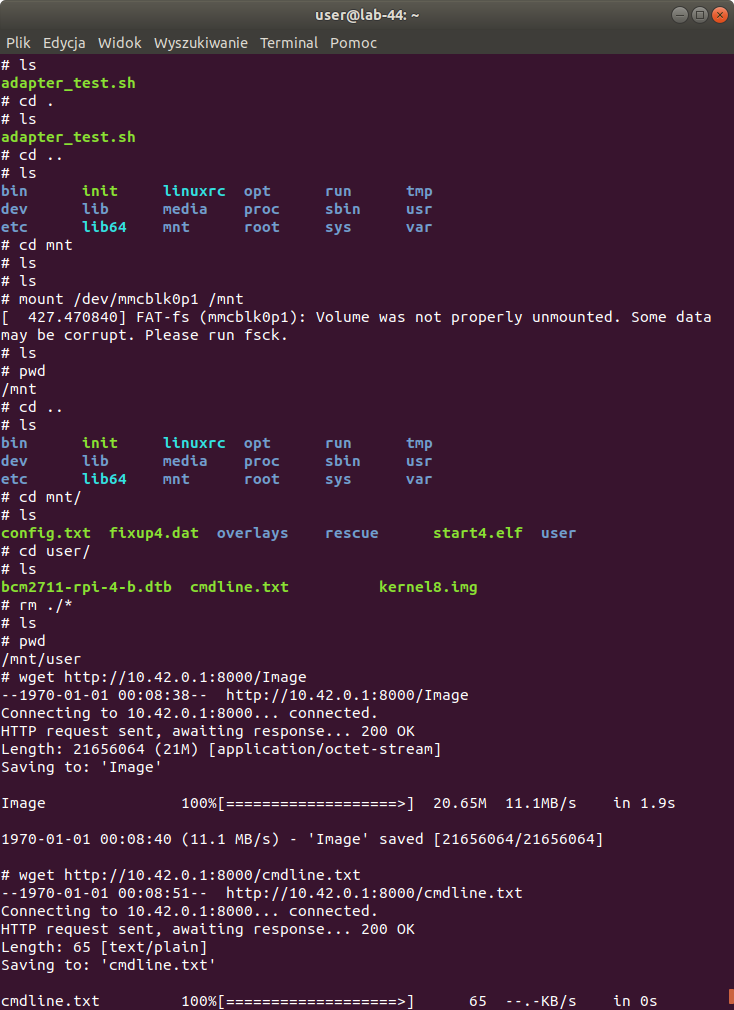 user@lab-44: ~
Plik Edycja Widok Wyszukiwanie Terminal Pomoc
# ls
adapter_test.sh
# cd .
# ls
adapter_test.sh
# cd ..
# ls
bin      init     linuxrc  opt      run      tmp
dev      lib      media    proc     sbin     usr
etc      lib64    mnt      root     sys      var
# cd mnt
# ls
# ls
# mount /dev/mmcblk0p1 /mnt
[  427.470840] FAT-fs (mmcblk0p1): Volume was not properly unmounted. Some data
may be corrupt. Please run fsck.
# ls
# pwd
/mnt
# cd ..
# ls
bin      init     linuxrc  opt      run      tmp
dev      lib      media    proc     sbin     usr
etc      lib64    mnt      root     sys      var
# cd mnt/
# ls
config.txt  fixup4.dat  overlays    rescue      start4.elf  user
# cd user/
# ls
bcm2711-rpi-4-b.dtb  cmdline.txt          kernel8.img
# rm ./*
# ls
# pwd
/mnt/user
# wget http://10.42.0.1:8000/Image
--1970-01-01 00:08:38--  http://10.42.0.1:8000/Image
Connecting to 10.42.0.1:8000... connected.
HTTP request sent, awaiting response... 200 OK
Length: 21656064 (21M) [application/octet-stream]
Saving to: 'Image'
Image               100%[===================>]  20.65M  11.1MB/s    in 1.9s
1970-01-01 00:08:40 (11.1 MB/s) - 'Image' saved [21656064/21656064]
# wget http://10.42.0.1:8000/cmdline.txt
--1970-01-01 00:08:51--  http://10.42.0.1:8000/cmdline.txt
Connecting to 10.42.0.1:8000... connected.
HTTP request sent, awaiting response... 200 OK
Length: 65 [text/plain]
Saving to: 'cmdline.txt'
cmdline.txt         100%[===================>]      65  --.-KB/s    in 0s